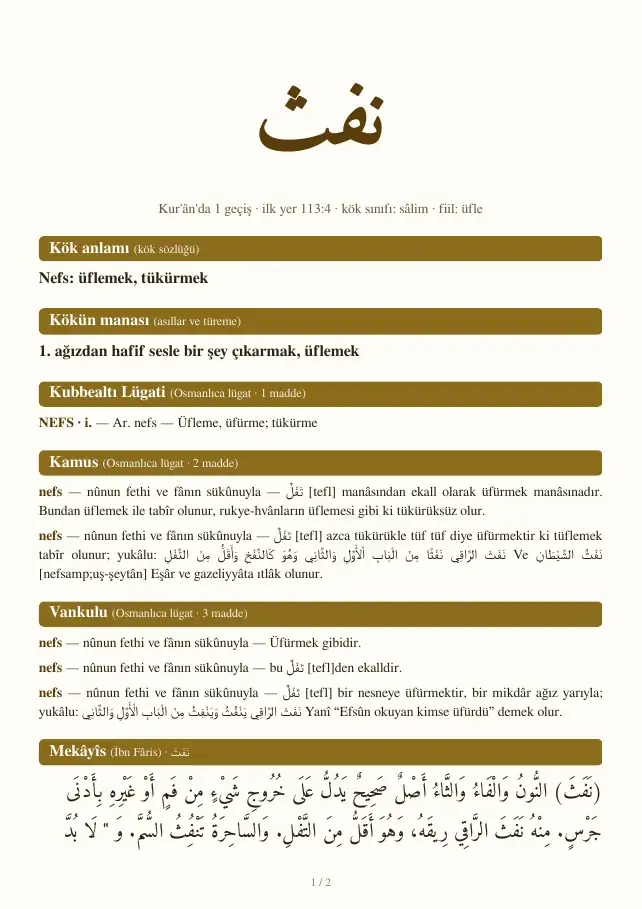 نفث
Kur'ân'da 1 geçiş · ilk yer 113:4 · kök sınıfı: sâlim · fiil: üfle
Kök anlamı (kök sözlüğü)
Nefs: üflemek, tükürmek
Kökün manası (asıllar ve türeme)
1. ağızdan hafif sesle bir şey çıkarmak, üflemek
Kubbealtı Lügati (Osmanlıca lügat · 1 madde)
NEFS · i. — Ar. nefs — Üfleme, üfürme; tükürme
Kamus (Osmanlıca lügat · 2 madde)
nefs — nûnun fethi ve fânın sükûnuyla — تَفْلٌ [tefl] manâsından ekall olarak üfürmek manâsınadır.
Bundan üflemek ile tabîr olunur, rukye-hvânların üflemesi gibi ki tükürüksüz olur.
nefs — nûnun fethi ve fânın sükûnuyla — تَفْلٌ [tefl] azca tükürükle tüf tüf diye üfürmektir ki tüflemek
tabîr olunur; yukâlu: نَفَثَ الرَّاقِي نَفْثًا مِنَ الْبَابِ الْأَوَّلِ وَالثَّانِي وَهُوَ كَالنَّفْخِ وَأَقَلُّ مِنَ التَّفْلِ Ve نَفْثُ الشَّيْطَانِ
[nefsamp;uş-şeytân] Eşâr ve gazeliyyâta ıtlâk olunur.
Vankulu (Osmanlıca lügat · 3 madde)
nefs — nûnun fethi ve fânın sükûnuyla — Üfürmek gibidir.
nefs — nûnun fethi ve fânın sükûnuyla — bu تَفْلٌ [tefl]den ekalldir.
nefs — nûnun fethi ve fânın sükûnuyla — تَفْلٌ [tefl] bir nesneye üfürmektir, bir mikdâr ağız yarıyla;
yukâlu: نَفَثَ الرَّاقِي يَنْفُثُ وَيَنْفِثُ مِنَ الْبَابِ الْأَوَّلِ وَالثَّانِي Yanî “Efsûn okuyan kimse üfürdü” demek olur.
Mekâyîs (İbn Fâris) · نفث
(نَفَثَ) النُّونُ وَالْفَاءُ وَالثَّاءُ أَصْلٌ صَحِيحٌ يَدُلُّ عَلَى خُرُوجِ شَيْءٍ مِنْ فَمٍ أَوْ غَيْرِهِ بِأَدْنَى
جَرْسٍ. مِنْهُ نَفَثَ الرَّاقِي رِيقَهُ، وَهُوَ أَقَلُّ مِنَ التَّفْلِ. وَالسَّاحِرَةُ تَنْفُثُ السُّمَّ. وَ " لَا بُدَّ
1 / 2